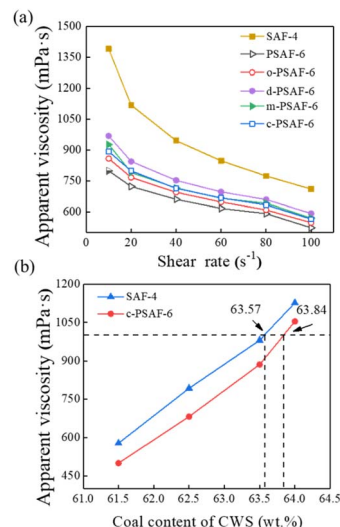 (a)
1500
1350
1200
1050
900
750
600
Apparent viscosity (mPa·s)
SAF-4
PSAF-6
o-PSAF-6
d-PSAF-6
m-PSAF-6
c-PSAF-6
0 20 40 60 80 100
Shear rate (s⁻¹)
(b)
1200
1050
900
750
600
450
Apparent viscosity (mPa·s)
SAF-4
c-PSAF-6
63.57
63.84
61.0 61.5 62.0 62.5 63.0 63.5 64.0 64.5
Coal content of CWS (wt.%)